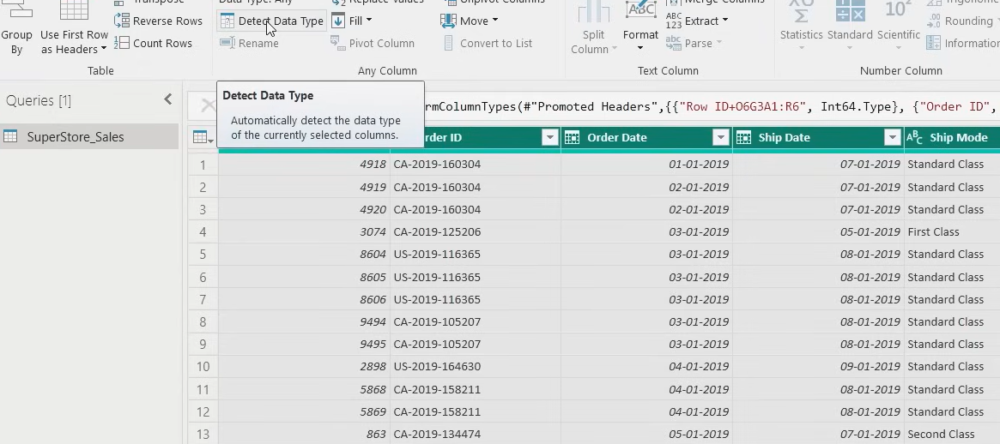 Data Type: Any
Reverse Rows
Detect Data Type
Fill
Move
Extract
Group By
Use First Row as Headers
Count Rows
Rename
Pivot Column
Convert to List
Split Column
Format
ABC
ABC
123
Parse
Statistics
Standard
Scientific
Rounding
Table
Any Column
Text Column
Number Column
Queries [1]
SuperStore_Sales
Detect Data Type
Automatically detect the data type
of the currently selected columns.
rmColumnTypes(#"Promoted Headers",{{"Row ID+O6G3A1:R6", Int64.Type}, {"Order ID",
rder ID Order Date Ship Date ABC Ship Mode
1 4918 CA-2019-160304 01-01-2019 07-01-2019 Standard Class
2 4919 CA-2019-160304 02-01-2019 07-01-2019 Standard Class
3 4920 CA-2019-160304 02-01-2019 07-01-2019 Standard Class
4 3074 CA-2019-125206 03-01-2019 05-01-2019 First Class
5 8604 US-2019-116365 03-01-2019 08-01-2019 Standard Class
6 8605 US-2019-116365 03-01-2019 08-01-2019 Standard Class
7 8606 US-2019-116365 03-01-2019 08-01-2019 Standard Class
8 9494 CA-2019-105207 03-01-2019 08-01-2019 Standard Class
9 9495 CA-2019-105207 03-01-2019 08-01-2019 Standard Class
10 2898 US-2019-164630 04-01-2019 09-01-2019 Standard Class
11 5868 CA-2019-158211 04-01-2019 08-01-2019 Standard Class
12 5869 CA-2019-158211 04-01-2019 08-01-2019 Standard Class
13 863 CA-2019-134474 05-01-2019 07-01-2019 Second Class